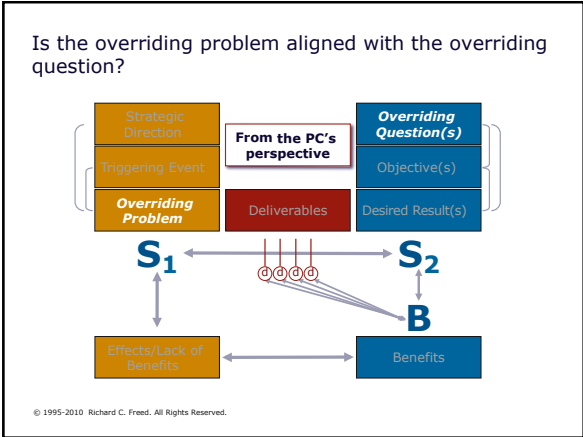 Is the overriding problem aligned with the overriding
question?
Strategic
Direction
From the PC's
perspective
Overriding
Question(s)
Triggering Event
Objective(s)
Overriding
Problem
Deliverables
Desired Result(s)
S1
S2
d d d d
B
Effects/Lack of
Benefits
Benefits
© 1995-2010 Richard C. Freed. All Rights Reserved.